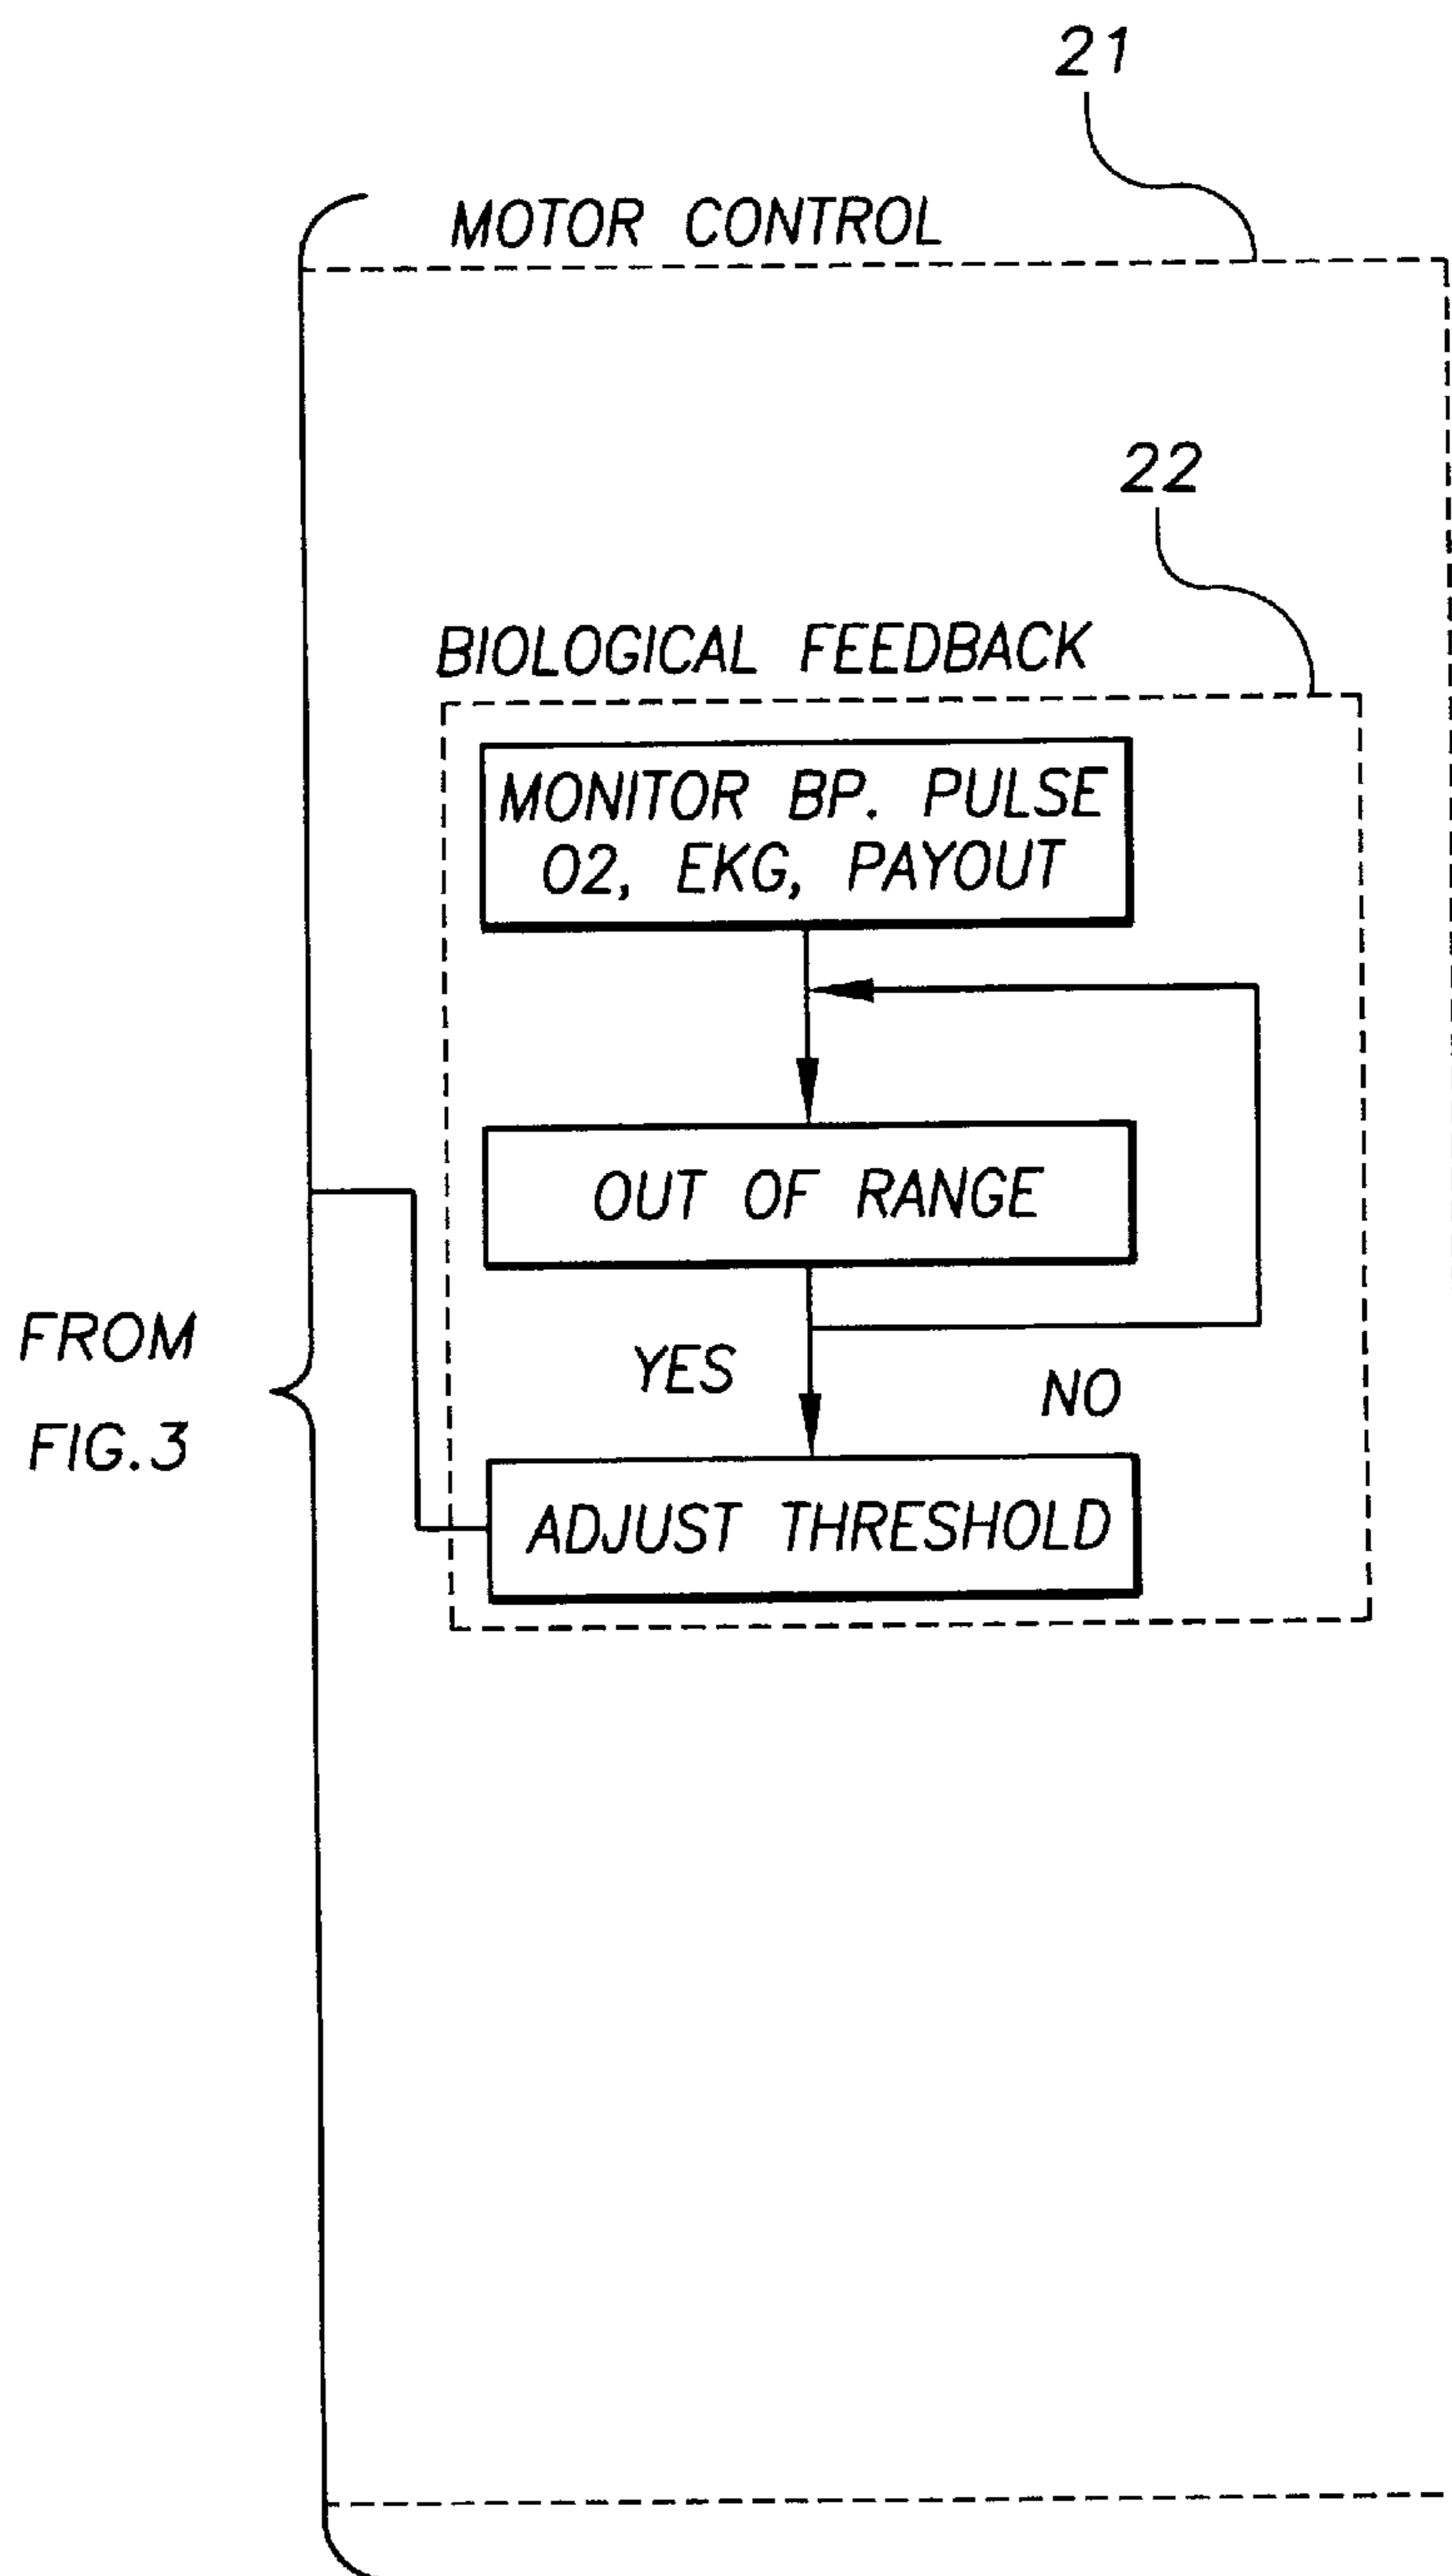 21
MOTOR CONTROL
22
BIOLOGICAL FEEDBACK
MONITOR BP. PULSE
O2, EKG, PAYOUT
OUT OF RANGE
FROM
FIG.3
YES
NO
ADJUST THRESHOLD